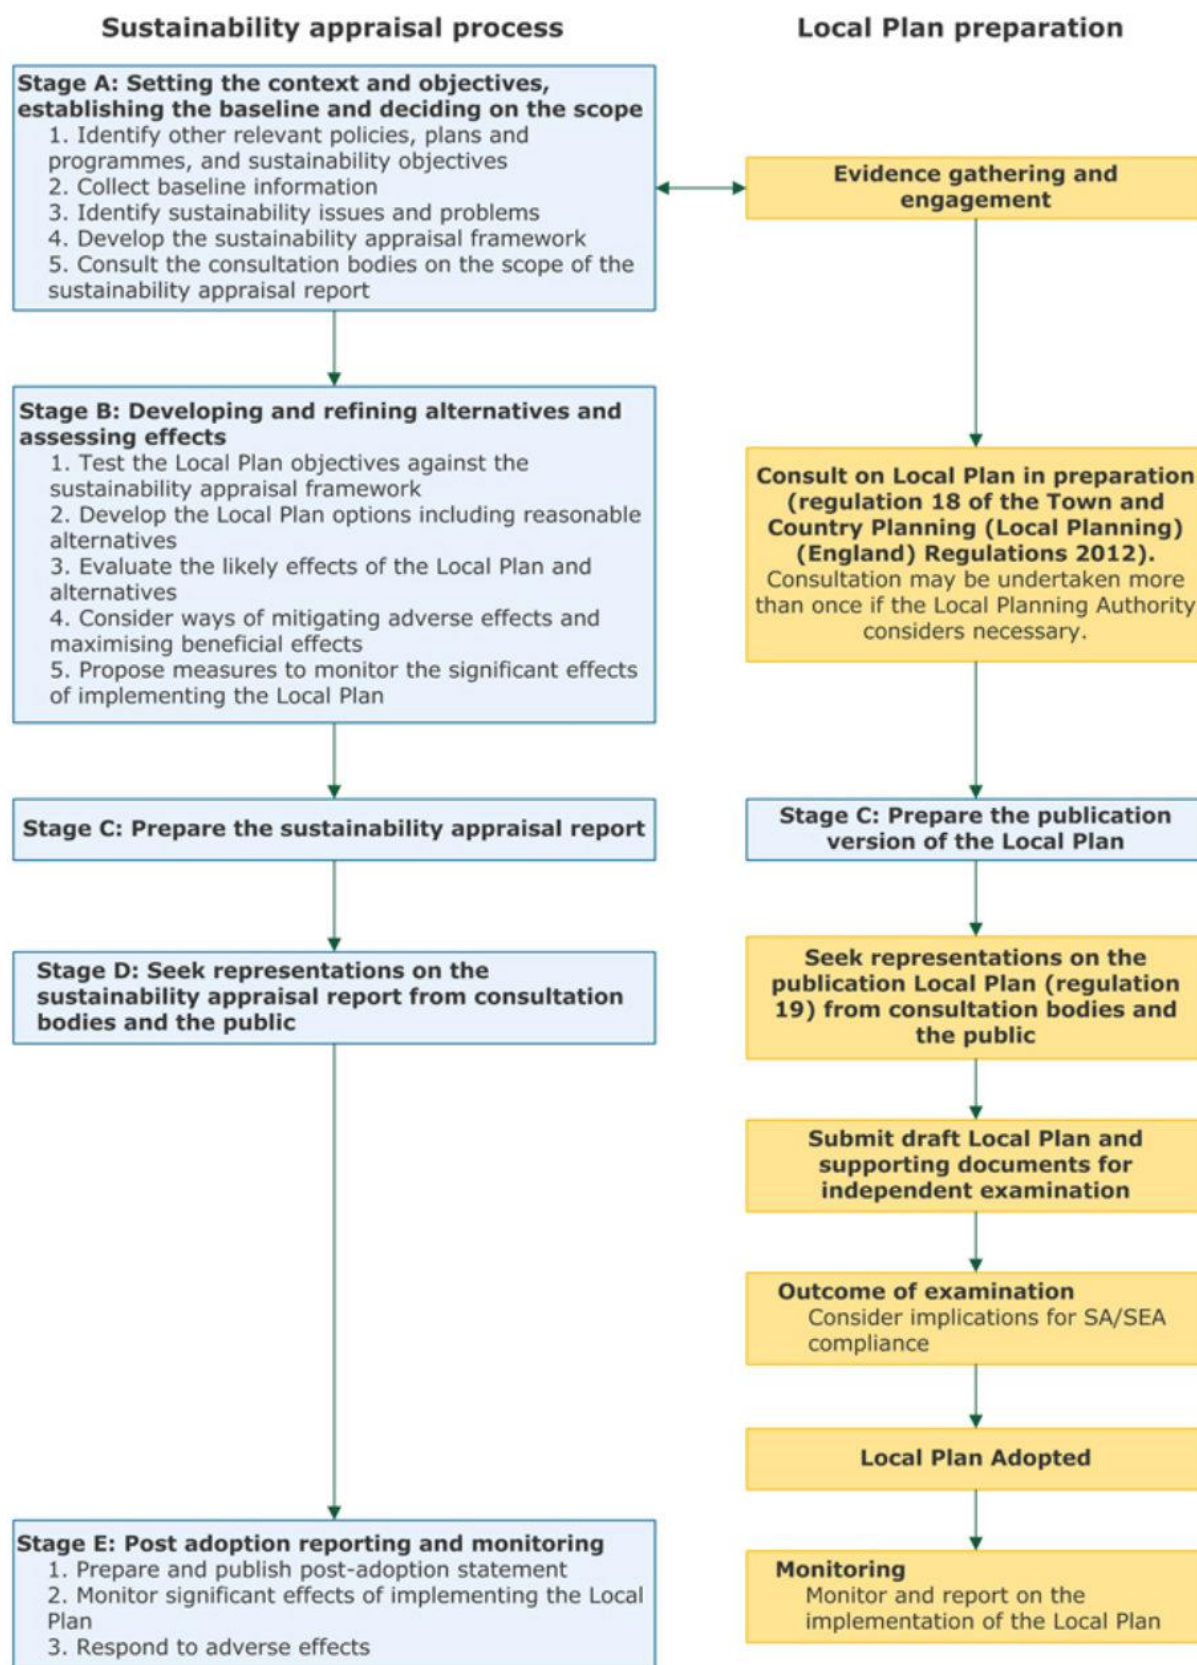 Sustainability appraisal process
Local Plan preparation
Stage A: Setting the context and objectives,
establishing the baseline and deciding on the scope
1. Identify other relevant policies, plans and
programmes, and sustainability objectives
2. Collect baseline information
3. Identify sustainability issues and problems
4. Develop the sustainability appraisal framework
5. Consult the consultation bodies on the scope of the
sustainability appraisal report
Evidence gathering and
engagement
Stage B: Developing and refining alternatives and
assessing effects
1. Test the Local Plan objectives against the
sustainability appraisal framework
2. Develop the Local Plan options including reasonable
alternatives
3. Evaluate the likely effects of the Local Plan and
alternatives
4. Consider ways of mitigating adverse effects and
maximising beneficial effects
5. Propose measures to monitor the significant effects
of implementing the Local Plan
Consult on Local Plan in preparation
(regulation 18 of the Town and
Country Planning (Local Planning)
(England) Regulations 2012).
Consultation may be undertaken more
than once if the Local Planning Authority
considers necessary.
Stage C: Prepare the sustainability appraisal report
Stage C: Prepare the publication
version of the Local Plan
Stage D: Seek representations on the
sustainability appraisal report from consultation
bodies and the public
Seek representations on the
publication Local Plan (regulation
19) from consultation bodies and
the public
Submit draft Local Plan and
supporting documents for
independent examination
Outcome of examination
Consider implications for SA/SEA
compliance
Local Plan Adopted
Stage E: Post adoption reporting and monitoring
1. Prepare and publish post-adoption statement
2. Monitor significant effects of implementing the Local
Plan
3. Respond to adverse effects
Monitoring
Monitor and report on the
implementation of the Local Plan